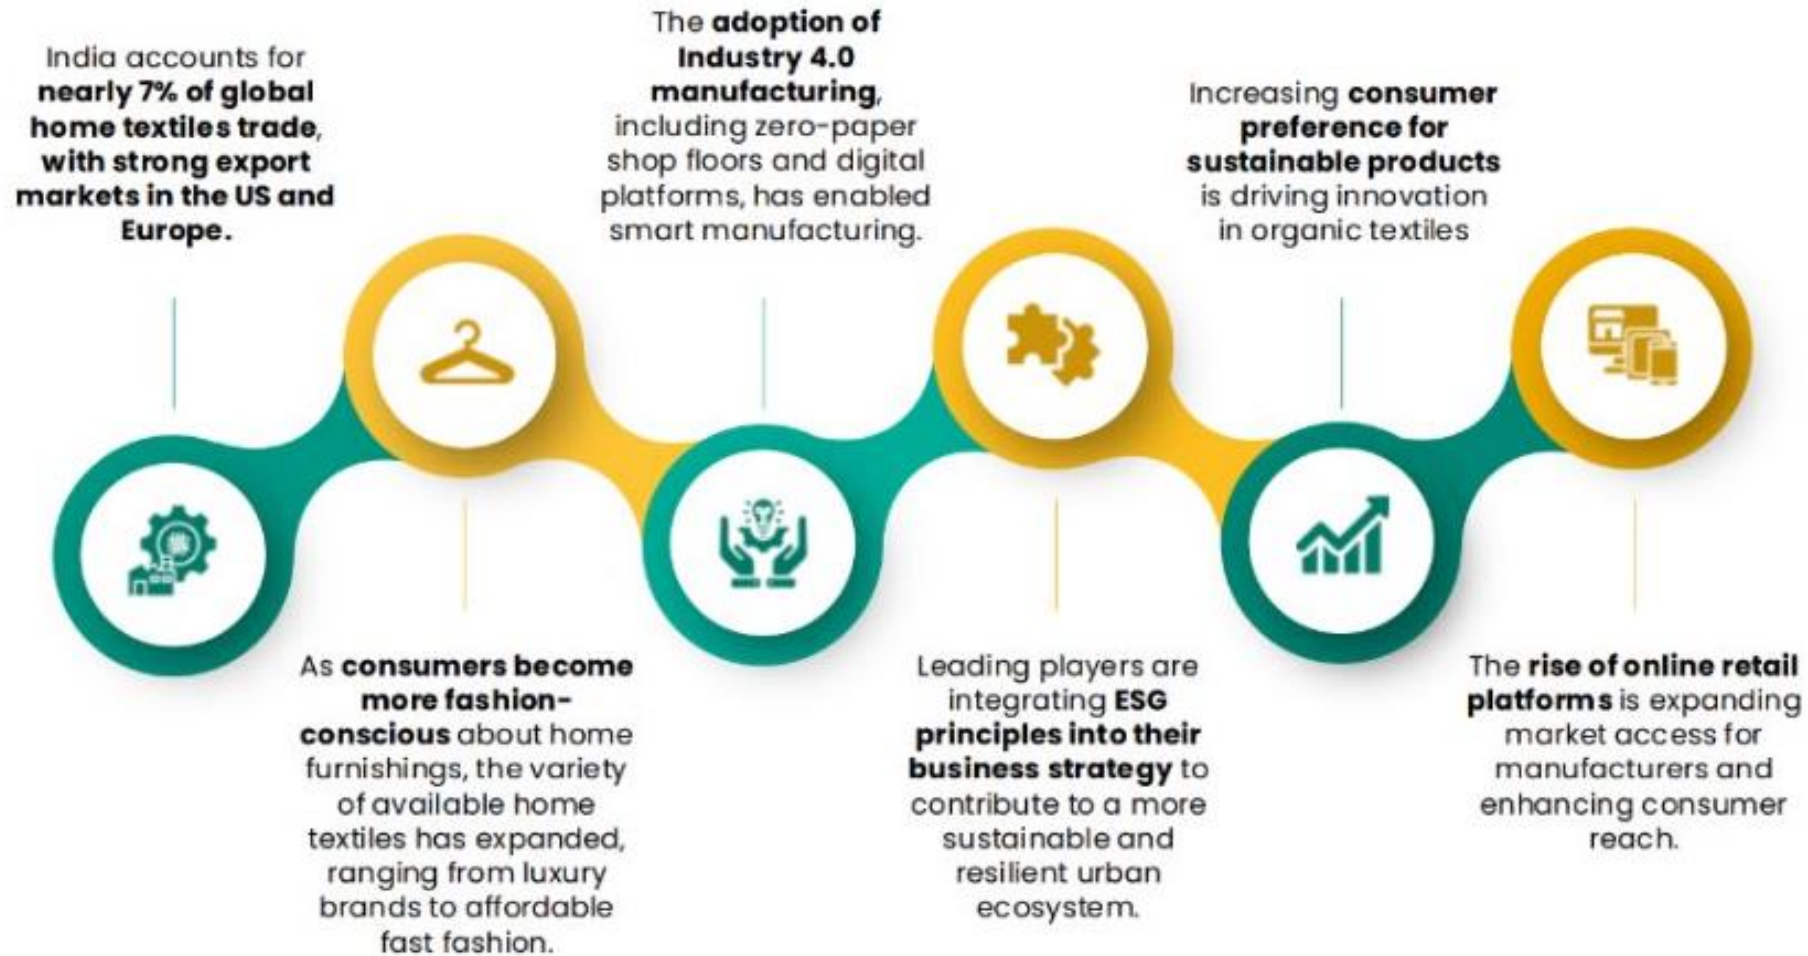 India accounts for
nearly 7% of global
home textiles trade,
with strong export
markets in the US and
Europe.
As consumers become
more fashion-
conscious about home
furnishings, the variety
of available home
textiles has expanded,
ranging from luxury
brands to affordable
fast fashion.
The adoption of
Industry 4.0
manufacturing,
including zero-paper
shop floors and digital
platforms, has enabled
smart manufacturing.
Leading players are
integrating ESG
principles into their
business strategy to
contribute to a more
sustainable and
resilient urban
ecosystem.
Increasing consumer
preference for
sustainable products
is driving innovation
in organic textiles
The rise of online retail
platforms is expanding
market access for
manufacturers and
enhancing consumer
reach.